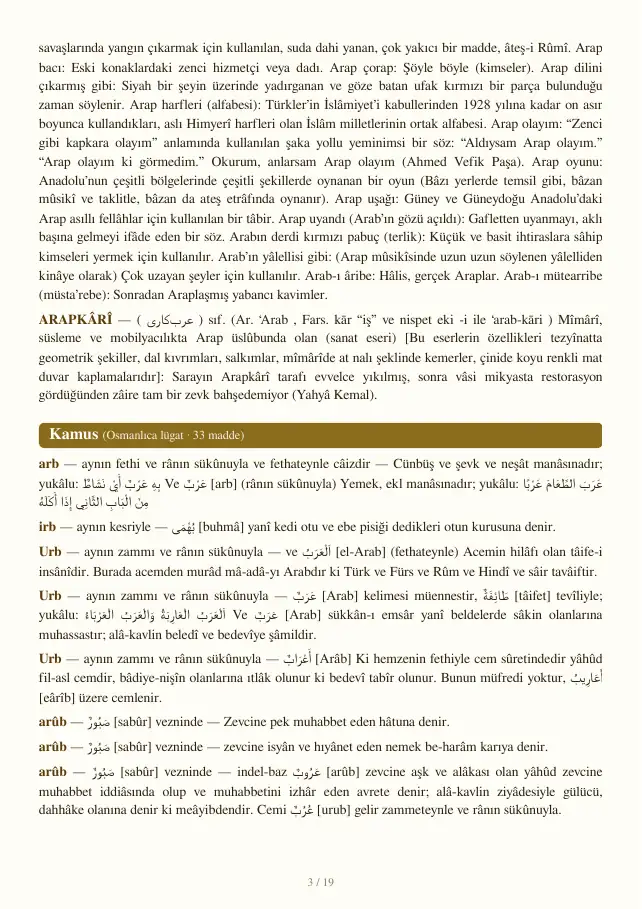 savaşlarında yangın çıkarmak için kullanılan, suda dahi yanan, çok yakıcı bir madde, âteş-i Rûmî. Arap
bacı: Eski konaklardaki zenci hizmetçi veya dadı. Arap çorap: Şöyle böyle (kimseler). Arap dilini
çıkarmış gibi: Siyah bir şeyin üzerinde yadırganan ve göze batan ufak kırmızı bir parça bulunduğu
zaman söylenir. Arap harfleri (alfabesi): Türkler’in İslâmiyet’i kabullerinden 1928 yılına kadar on asır
boyunca kullandıkları, aslı Himyerî harfleri olan İslâm milletlerinin ortak alfabesi. Arap olayım: “Zenci
gibi kapkara olayım” anlamında kullanılan şaka yollu yeminimsi bir söz: “Aldıysam Arap olayım.”
“Arap olayım ki görmedim.” Okurum, anlarsam Arap olayım (Ahmed Vefik Paşa). Arap oyunu:
Anadolu’nun çeşitli bölgelerinde çeşitli şekillerde oynanan bir oyun (Bâzı yerlerde temsil gibi, bâzan
mûsikî ve taklitle, bâzan da ateş etrâfında oynanır). Arap uşağı: Güney ve Güneydoğu Anadolu’daki
Arap asıllı fellâhlar için kullanılan bir tâbir. Arap uyandı (Arab’ın gözü açıldı): Gafletten uyanmayı, aklı
başına gelmeyi ifâde eden bir söz. Arabın derdi kırmızı pabuç (terlik): Küçük ve basit ihtiraslara sâhip
kimseleri yermek için kullanılır. Arab’ın yâlellisi gibi: (Arap mûsikîsinde uzun uzun söylenen yâlelliden
kinâye olarak) Çok uzayan şeyler için kullanılır. Arab-ı âribe: Hâlis, gerçek Araplar. Arab-ı mütearribe
(müsta’rebe): Sonradan Araplaşmış yabancı kavimler.
ARAPKÂRÎ — ( عرب‌كارى ) sıf. (Ar. ‘Arab , Fars. kār “iş” ve nispet eki -і ile ‘arab-kāri ) Mîmârî,
süsleme ve mobilyacılıkta Arap üslûbunda olan (sanat eseri) [Bu eserlerin özellikleri tezyînatta
geometrik şekiller, dal kıvrımları, salkımlar, mîmârîde at nalı şeklinde kemerler, çinide koyu renkli mat
duvar kaplamalarıdır]: Sarayın Arapkârî tarafı evvelce yıkılmış, sonra vâsi mikyasta restorasyon
gördüğünden zâire tam bir zevk bahşedemiyor (Yahyâ Kemal).
Kamus (Osmanlıca lügat · 33 madde)
arb — aynın fethi ve rânın sükûnuyla ve fethateynle câizdir — Cünbüş ve şevk ve neşât manâsınadır;
yukâlu: بِهِ عَرَبٌ أَيْ نَشَاطٌ Ve عَرْبٌ [arb] (rânın sükûnuyla) Yemek, ekl manâsınadır; yukâlu: عَرَبَ الطَّعَامَ عَرْبًا
مِنَ الْبَابِ الثَّانِي إِذَا أَكَلَهُ
irb — aynın kesriyle — بُهْمَى [buhmâ] yanî kedi otu ve ebe pisiği dedikleri otun kurusuna denir.
Urb — aynın zammı ve rânın sükûnuyla — ve اَلْعَرَبُ [el-Arab] (fethateynle) Acemin hilâfı olan tâife-i
insânîdir. Burada acemden murâd mâ-adâ-yı Arabdır ki Türk ve Fürs ve Rûm ve Hindî ve sâir tavâiftir.
Urb — aynın zammı ve rânın sükûnuyla — عَرَبٌ [Arab] kelimesi müennestir, طَائِفَةٌ [tâifet] tevîliyle;
yukâlu: اَلْعَرَبُ الْعَارِبَةُ وَالْعَرَبُ الْعَرْبَاءُ Ve عَرَبٌ [Arab] sükkân-ı emsâr yanî beldelerde sâkin olanlarına
muhassastır; alâ-kavlin beledî ve bedevîye şâmildir.
Urb — aynın zammı ve rânın sükûnuyla — أَعْرَابٌ [Arâb] Ki hemzenin fethiyle cem sûretindedir yâhûd
fil-asl cemdir, bâdiye-nişîn olanlarına ıtlâk olunur ki bedevî tabîr olunur. Bunun müfredi yoktur, أَعَارِيبُ
[eârîb] üzere cemlenir.
arûb — صَبُورٌ [sabûr] vezninde — Zevcine pek muhabbet eden hâtuna denir.
arûb — صَبُورٌ [sabûr] vezninde — zevcine isyân ve hıyânet eden nemek be-harâm karıya denir.
arûb — صَبُورٌ [sabûr] vezninde — indel-baz عَرُوبٌ [arûb] zevcine aşk ve alâkası olan yâhûd zevcine
muhabbet iddiâsında olup ve muhabbetini izhâr eden avrete denir; alâ-kavlin ziyâdesiyle gülücü,
dahhâke olanına denir ki meâyibdendir. Cemi عُرُبٌ [urub] gelir zammeteynle ve rânın sükûnuyla.
3 / 19